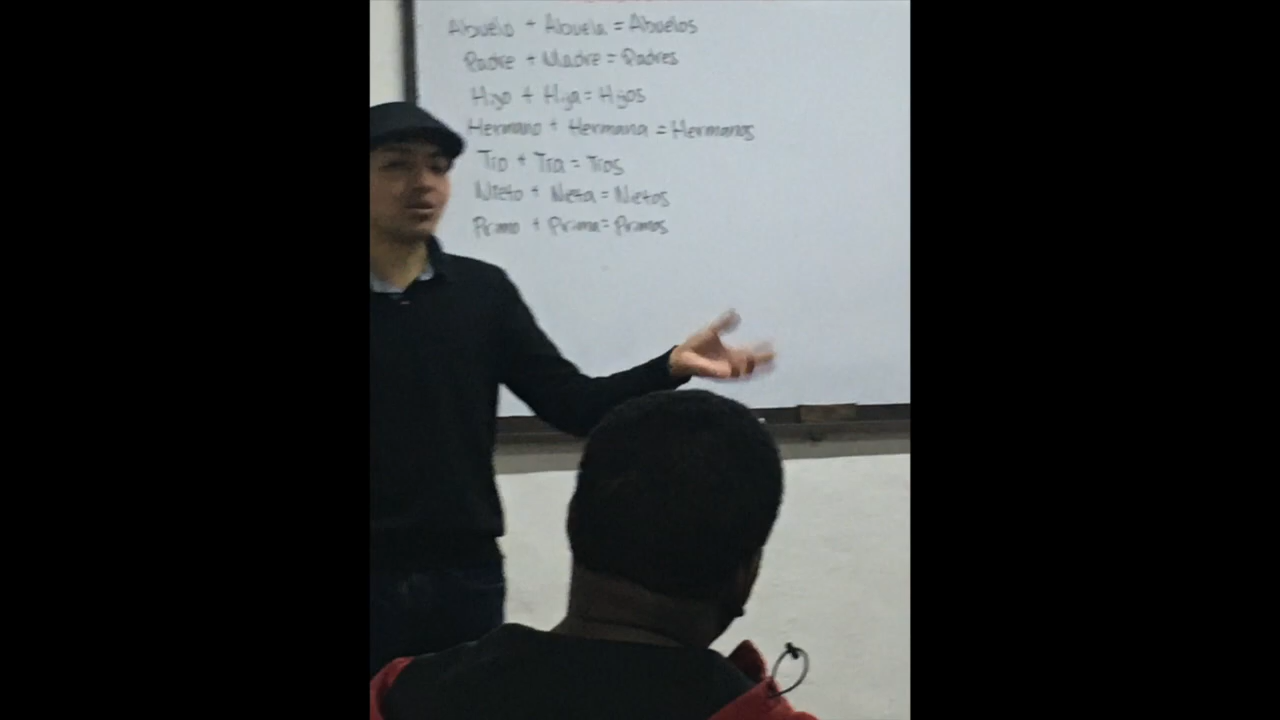 Abuelo + Abuela = Abuelos
Padre + Madre = Padres
Hijo + Hija = Hijos
Hermano + Hermana = Hermanos
Tio + Tia = Tios
Nieto + Neta = Nietos
Primo + Prima = Primos